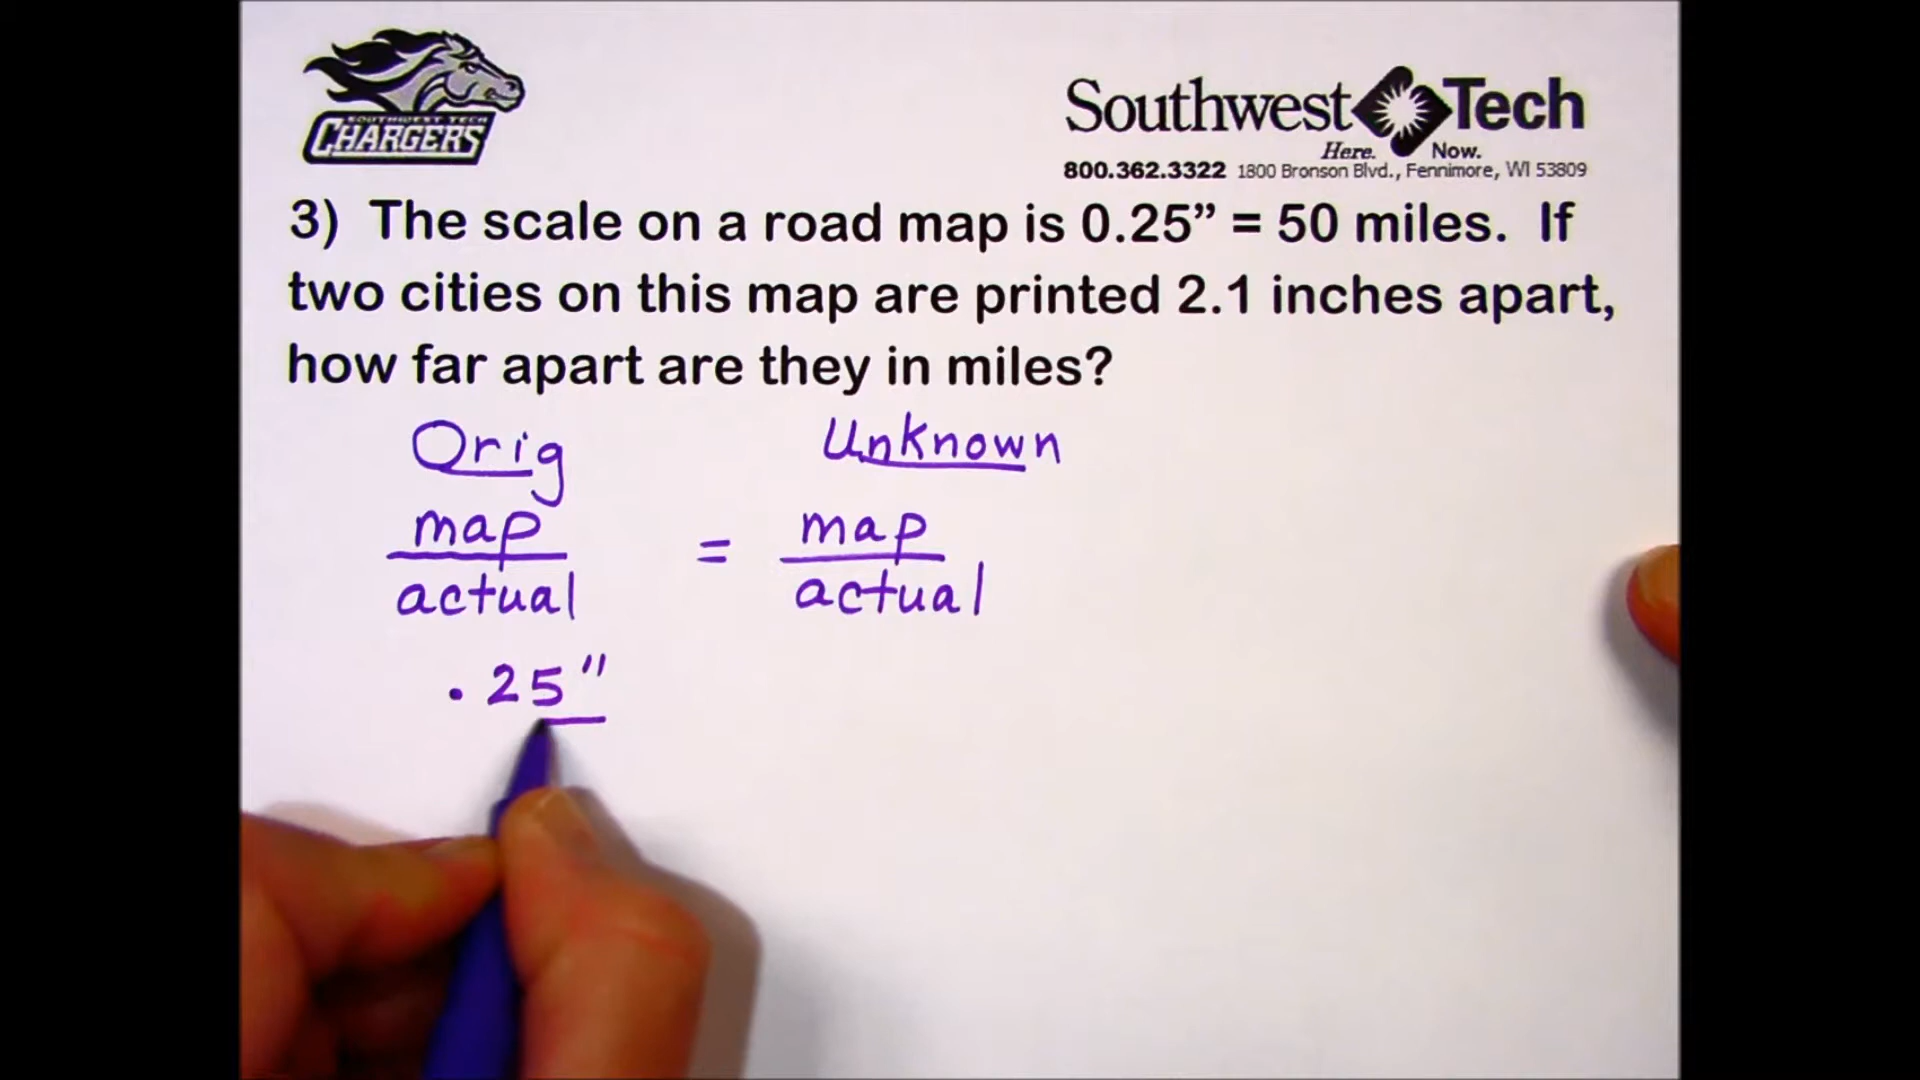 SOUTHWEST TECH
CHARGERS
Southwest Tech
Here. Now.
800.362.3322 1800 Bronson Blvd., Fennimore, WI 53809
3) The scale on a road map is 0.25” = 50 miles. If
two cities on this map are printed 2.1 inches apart,
how far apart are they in miles?
Orig Unknown
map = map
actual actual
.25"